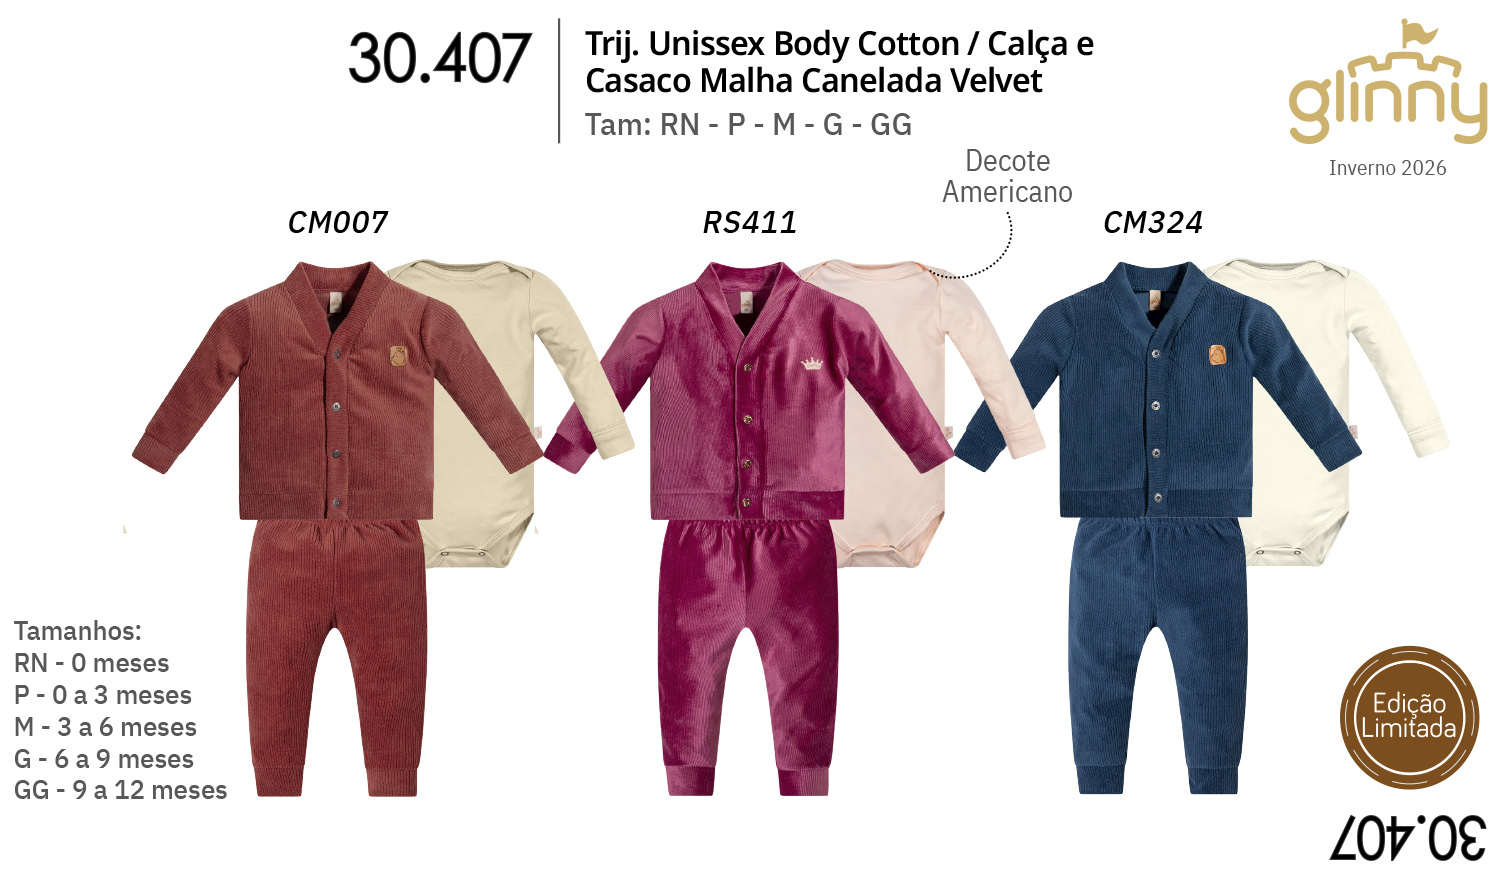 30.407
Trij. Unissex Body Cotton / Calça e
Casaco Malha Canelada Velvet
Tam: RN - P - M - G - GG
glinny
Inverno 2026
Decote
Americano
CM007
RS411
CM324
Tamanhos:
RN - 0 meses
P - 0 a 3 meses
M - 3 a 6 meses
G - 6 a 9 meses
GG - 9 a 12 meses
Edição
Limitada
30.407